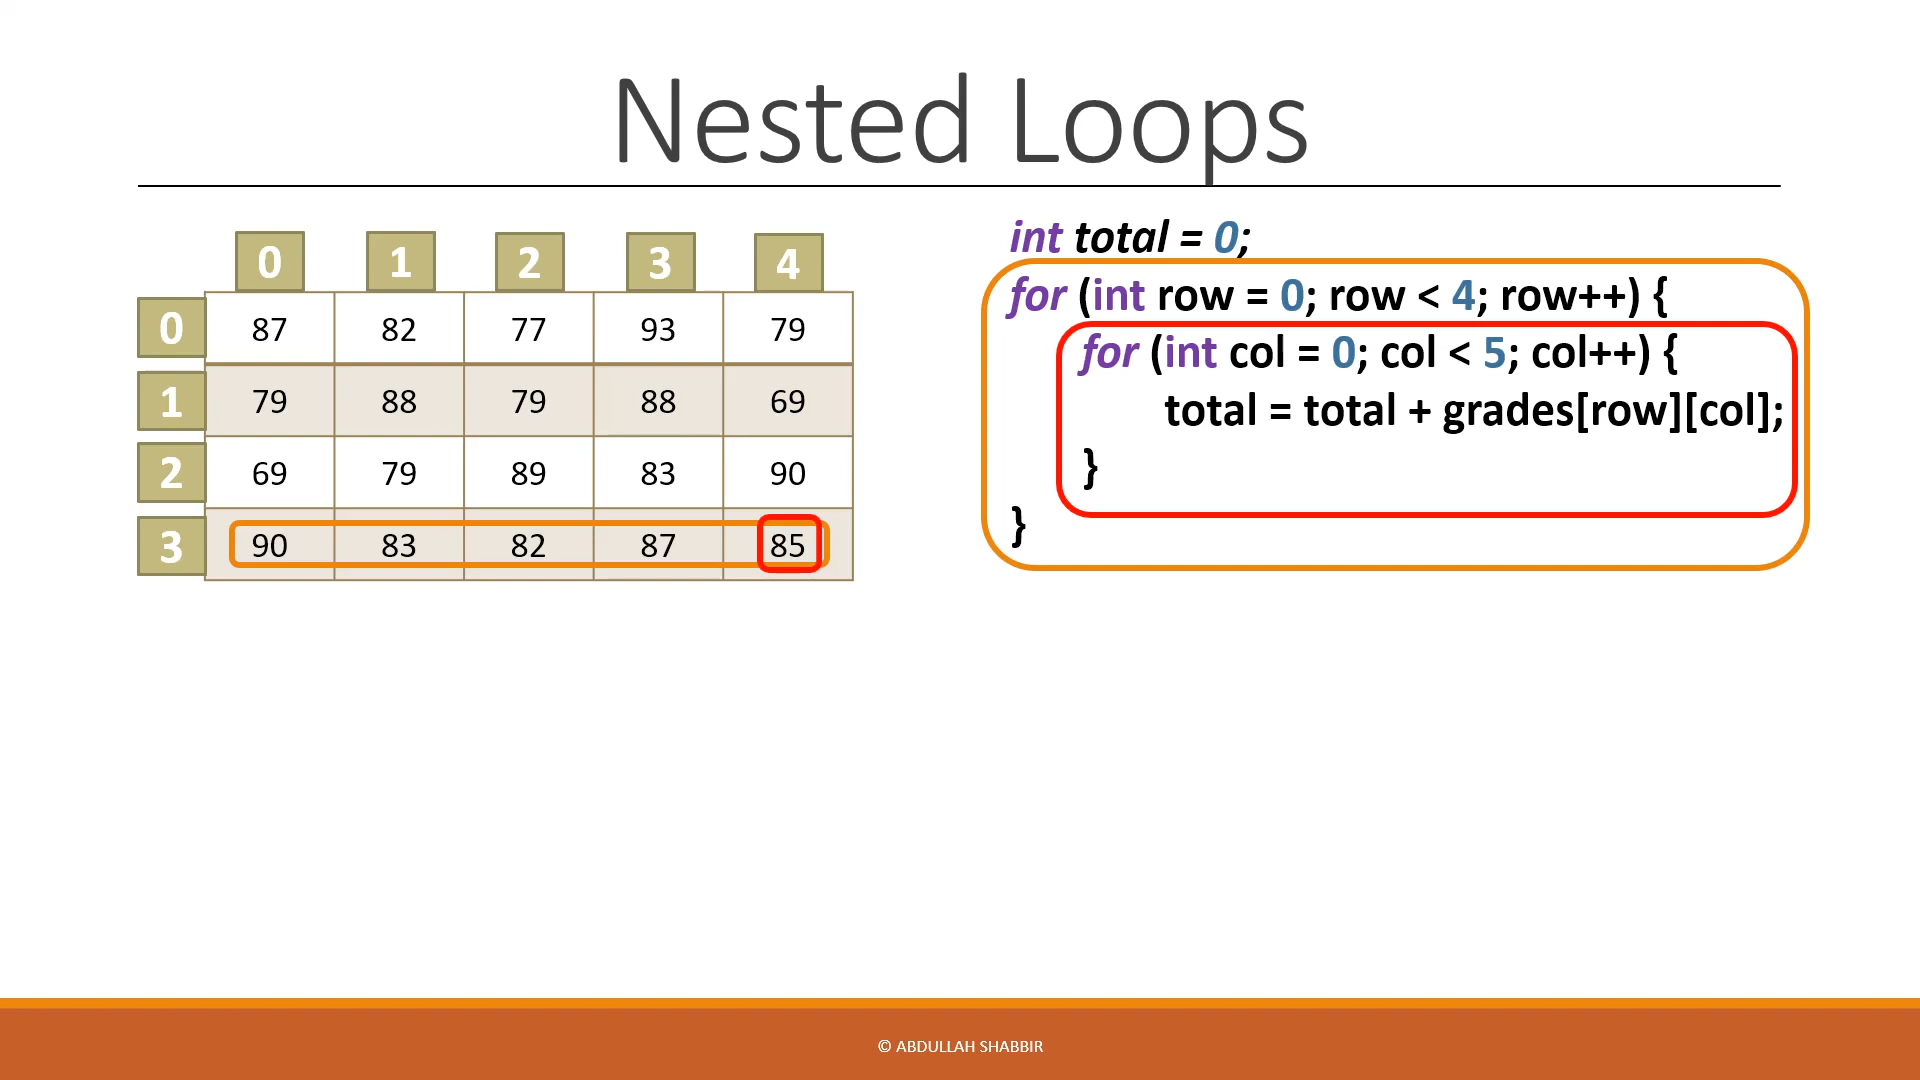 Nested Loops
0 1 2 3 4
0 87 82 77 93 79
1 79 88 79 88 69
2 69 79 89 83 90
3 90 83 82 87 85
int total = 0;
for (int row = 0; row < 4; row++) {
for (int col = 0; col < 5; col++) {
total = total + grades[row][col];
}
}
© ABDULLAH SHABBIR